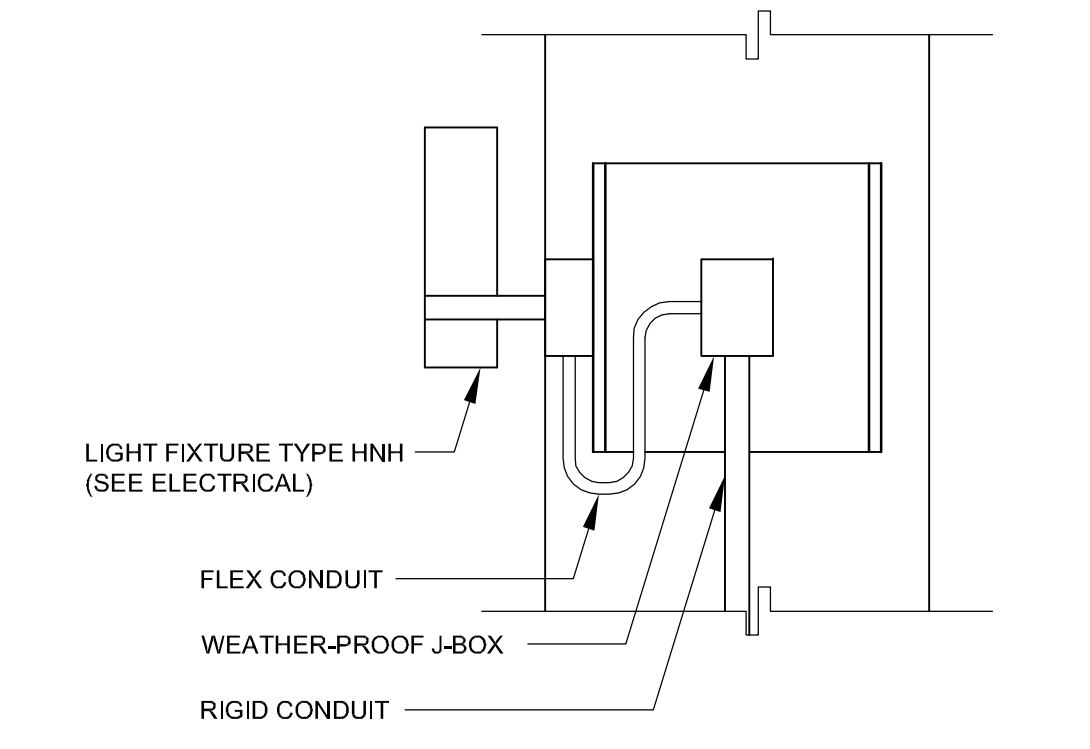 LIGHT FIXTURE TYPE HNH
(SEE ELECTRICAL)
FLEX CONDUIT
WEATHER-PROOF J-BOX
RIGID CONDUIT